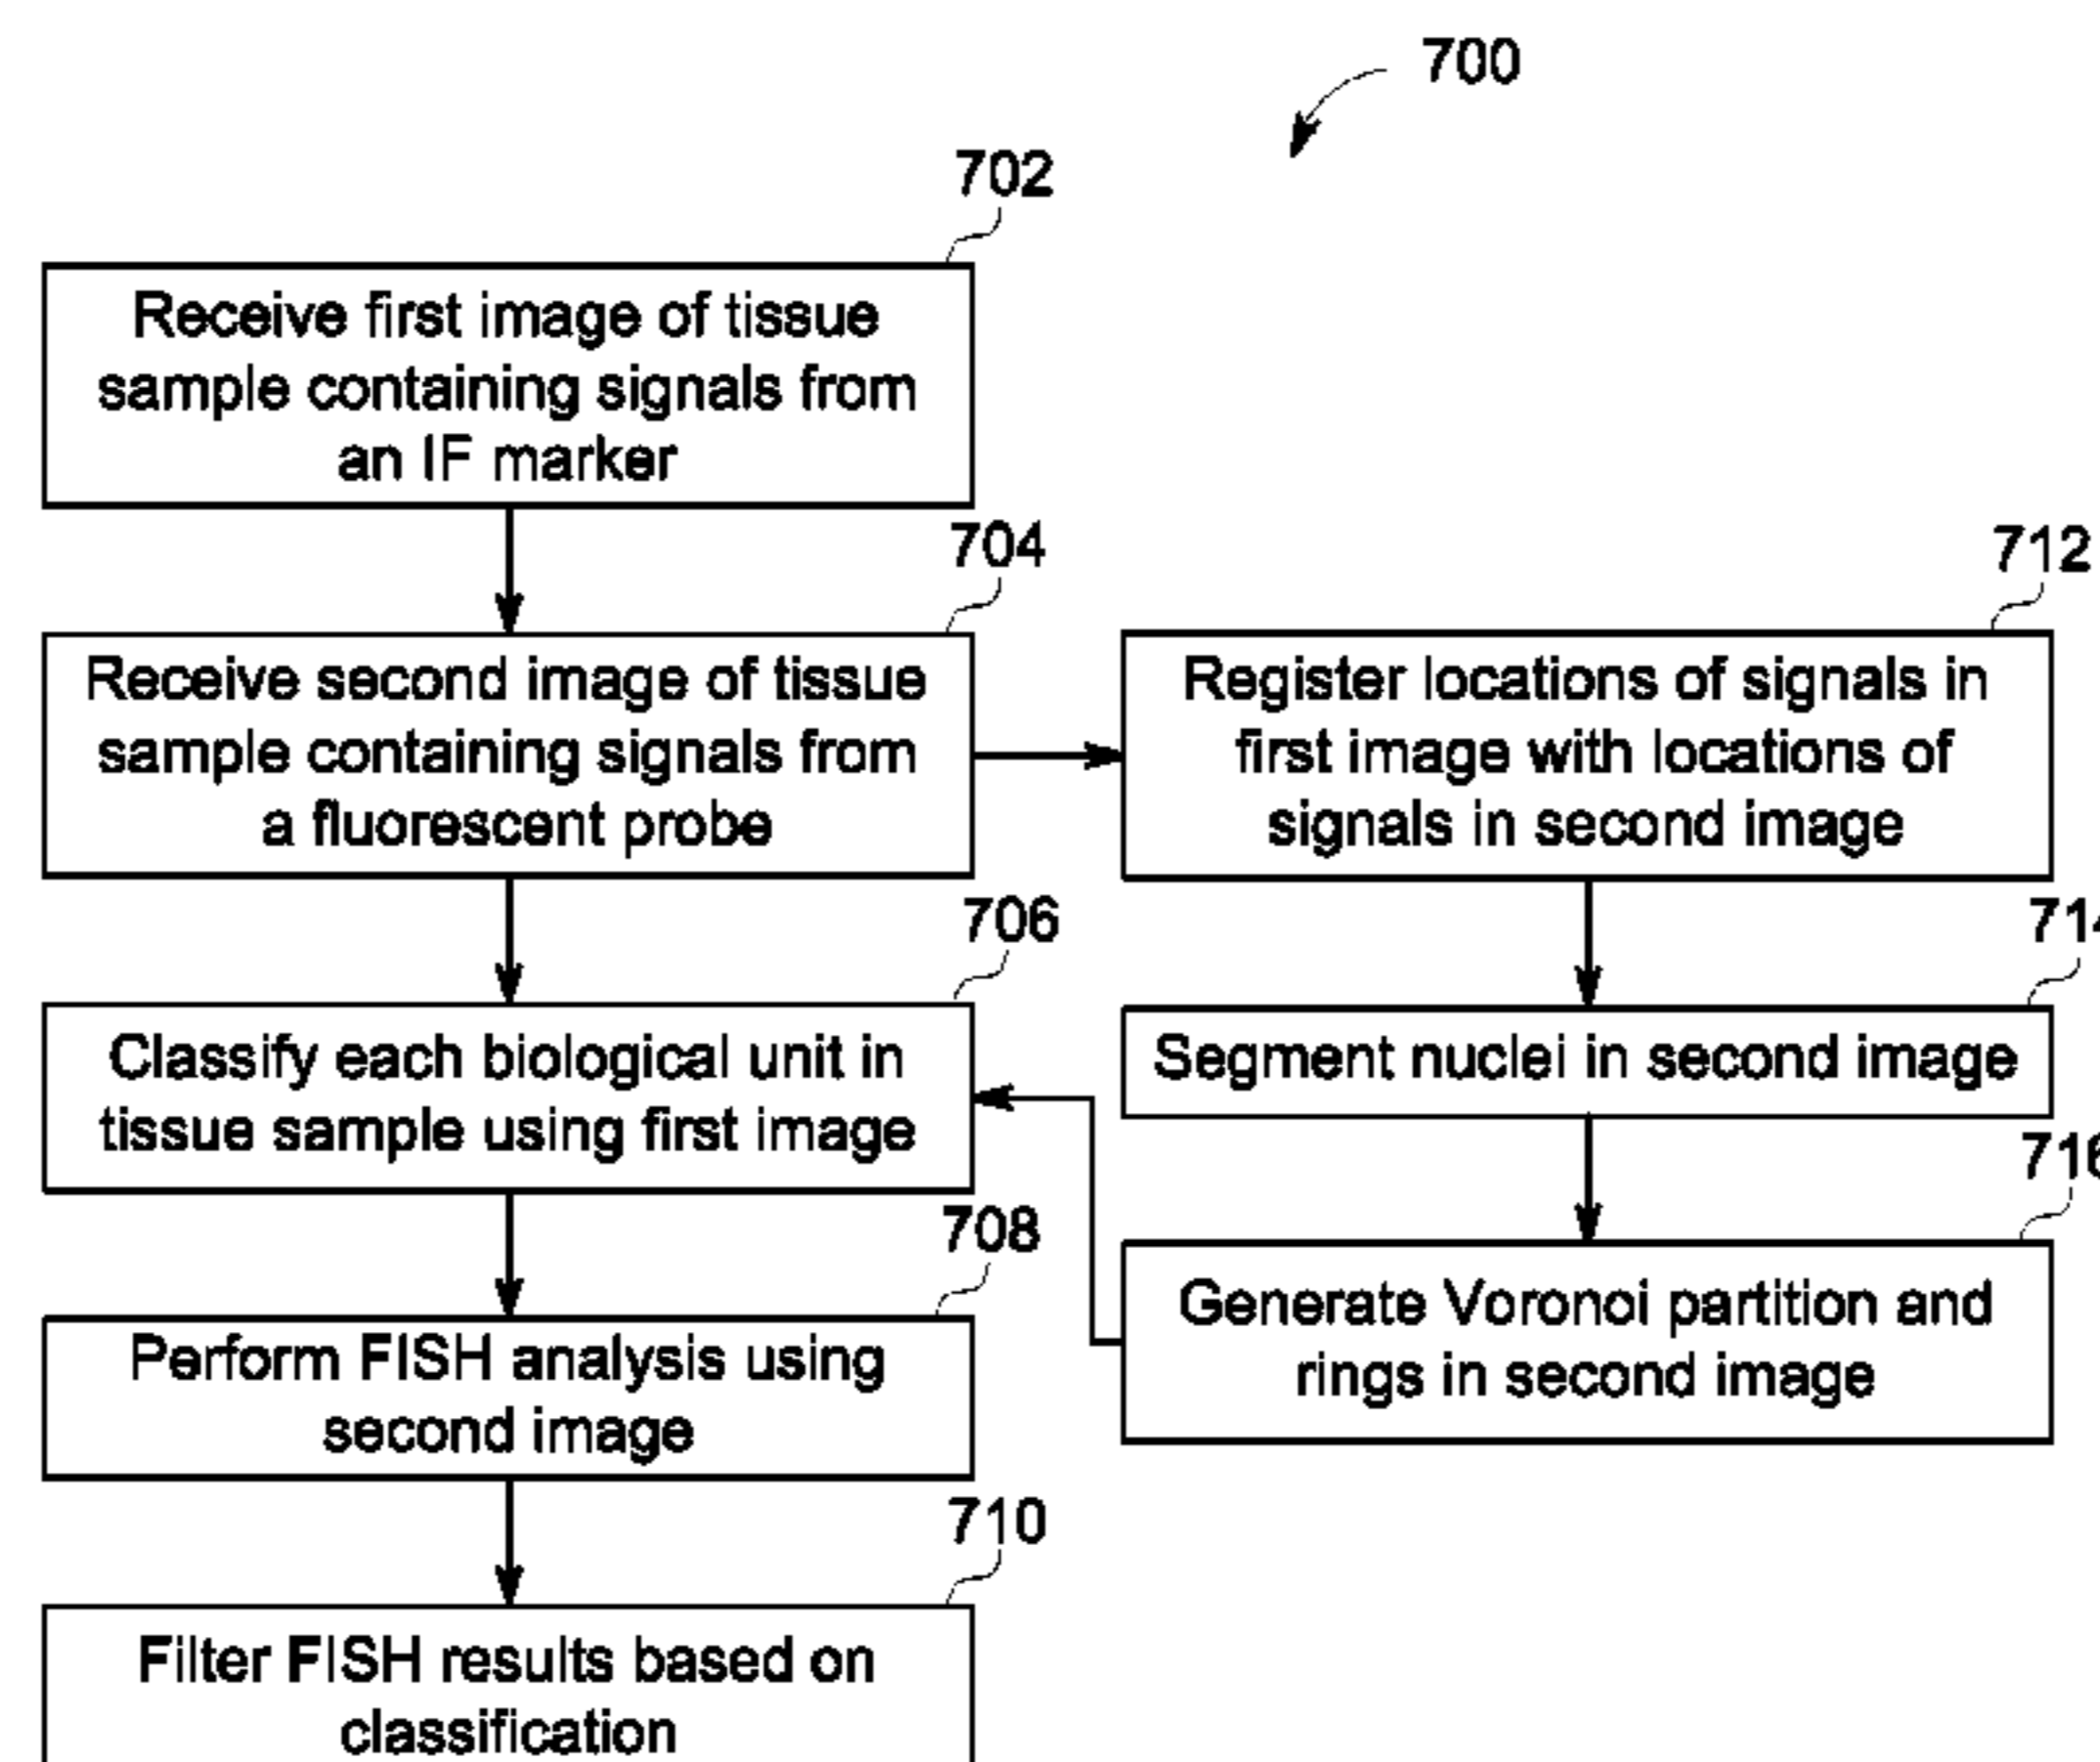 700
702
Receive first image of tissue
sample containing signals from
an IF marker
704
Receive second image of tissue
sample containing signals from
a fluorescent probe
706
Classify each biological unit in
tissue sample using first image
708
Perform FISH analysis using
second image
710
Filter FISH results based on
classification
712
Register locations of signals in
first image with locations of
signals in second image
714
Segment nuclei in second image
716
Generate Voronoi partition and
rings in second image